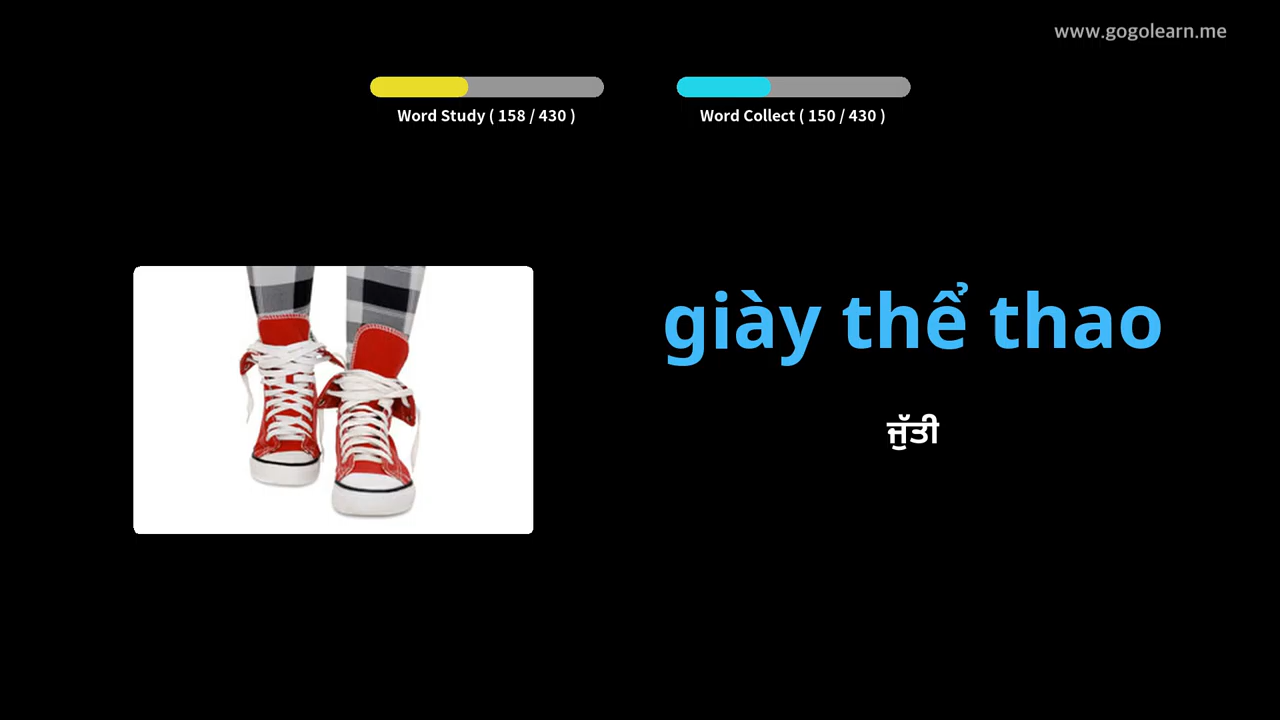 www.gogolearn.me
Word Study ( 158 / 430 )
Word Collect ( 150 / 430 )
giày thể thao
ਜੁੱਤੀ